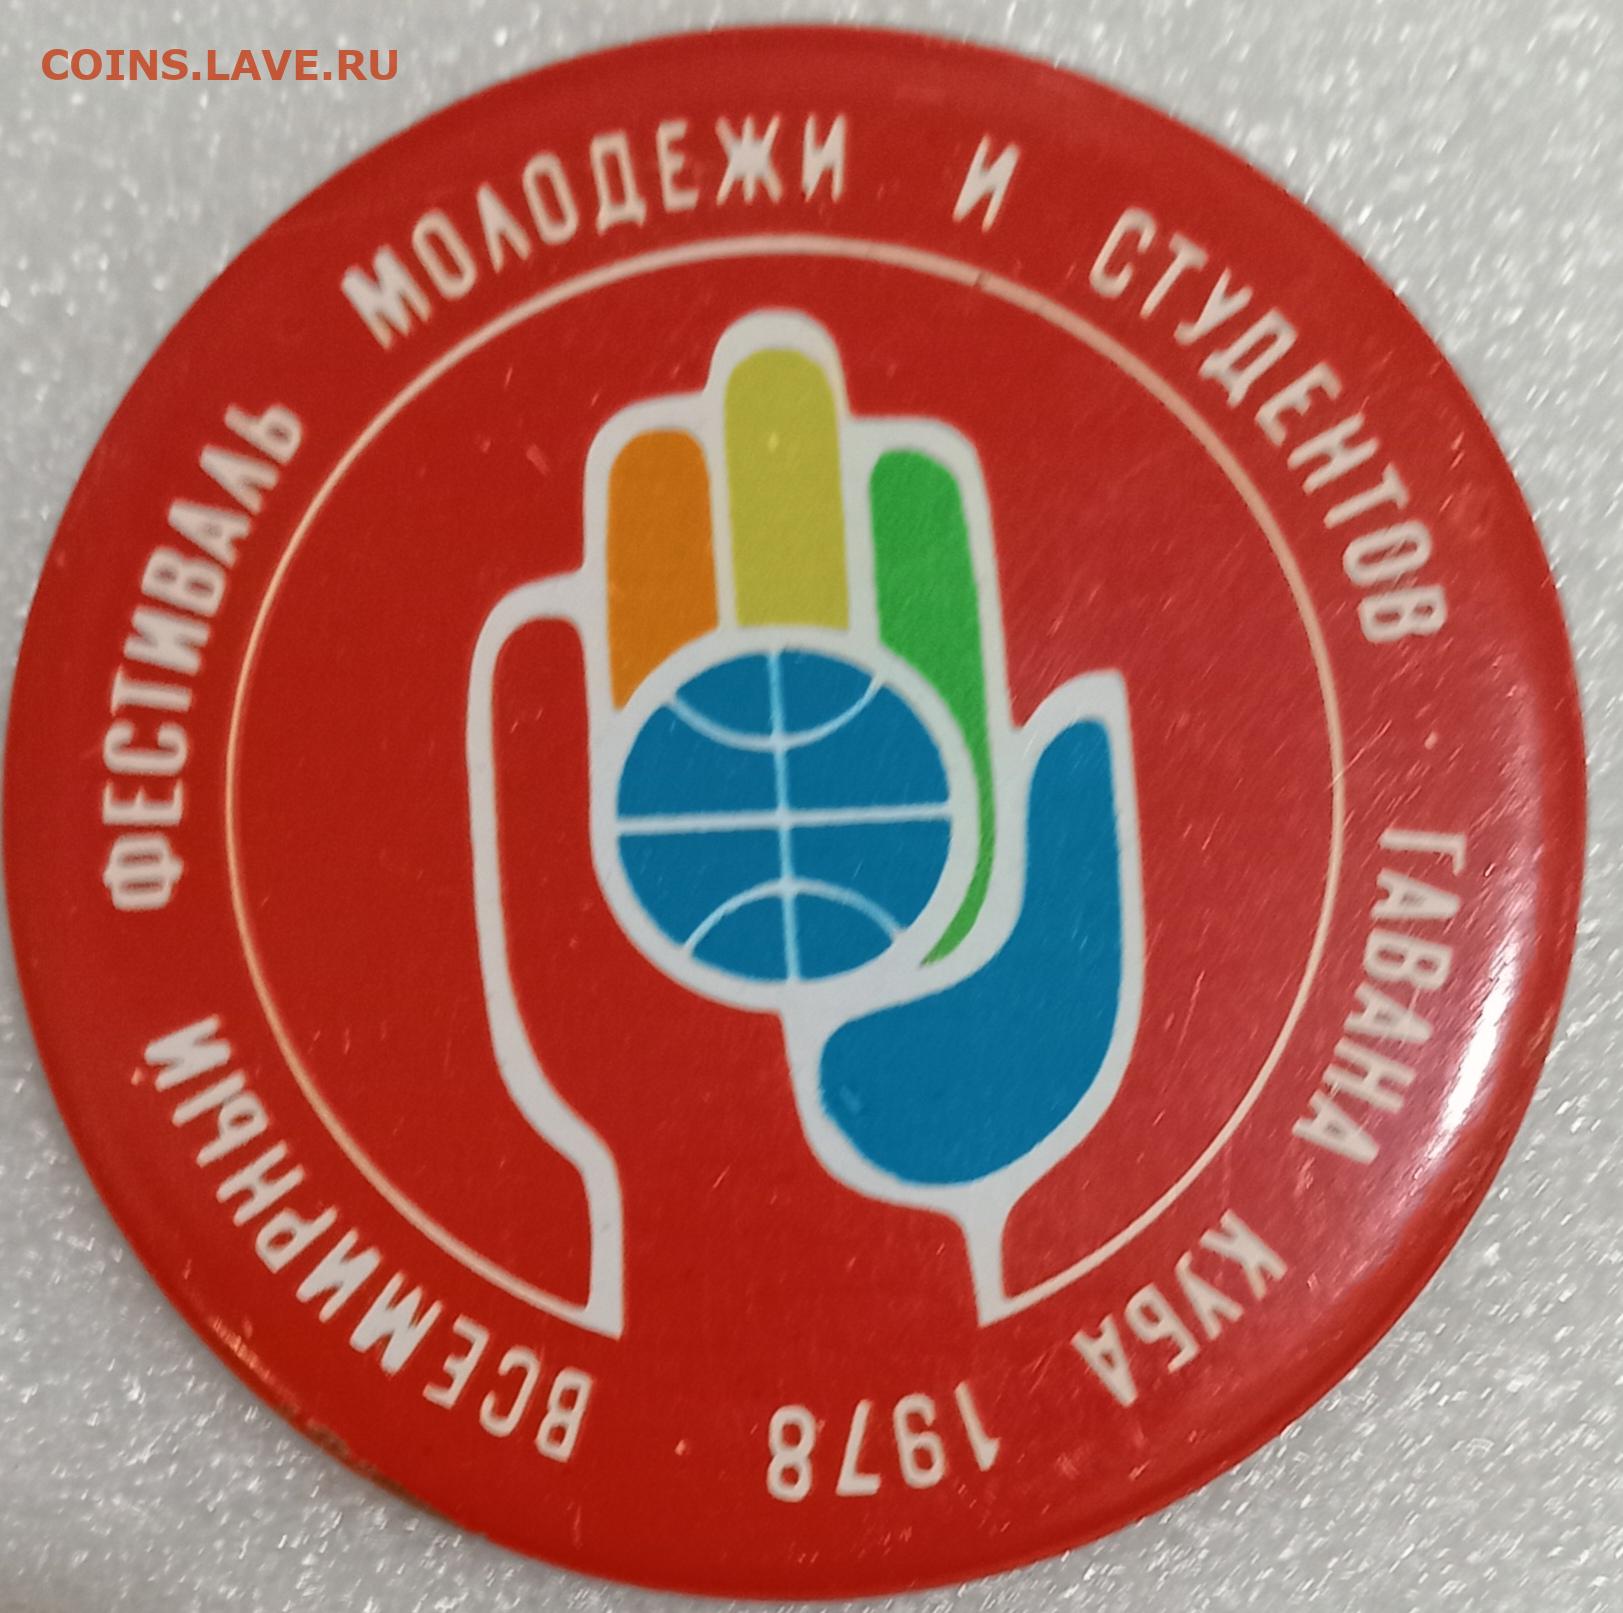 COINS.LAVE.RU
ВСЕМИРНЫЙ ФЕСТИВАЛЬ МОЛОДЕЖИ И СТУДЕНТОВ · ГАВАНА КУБА 1978 ·